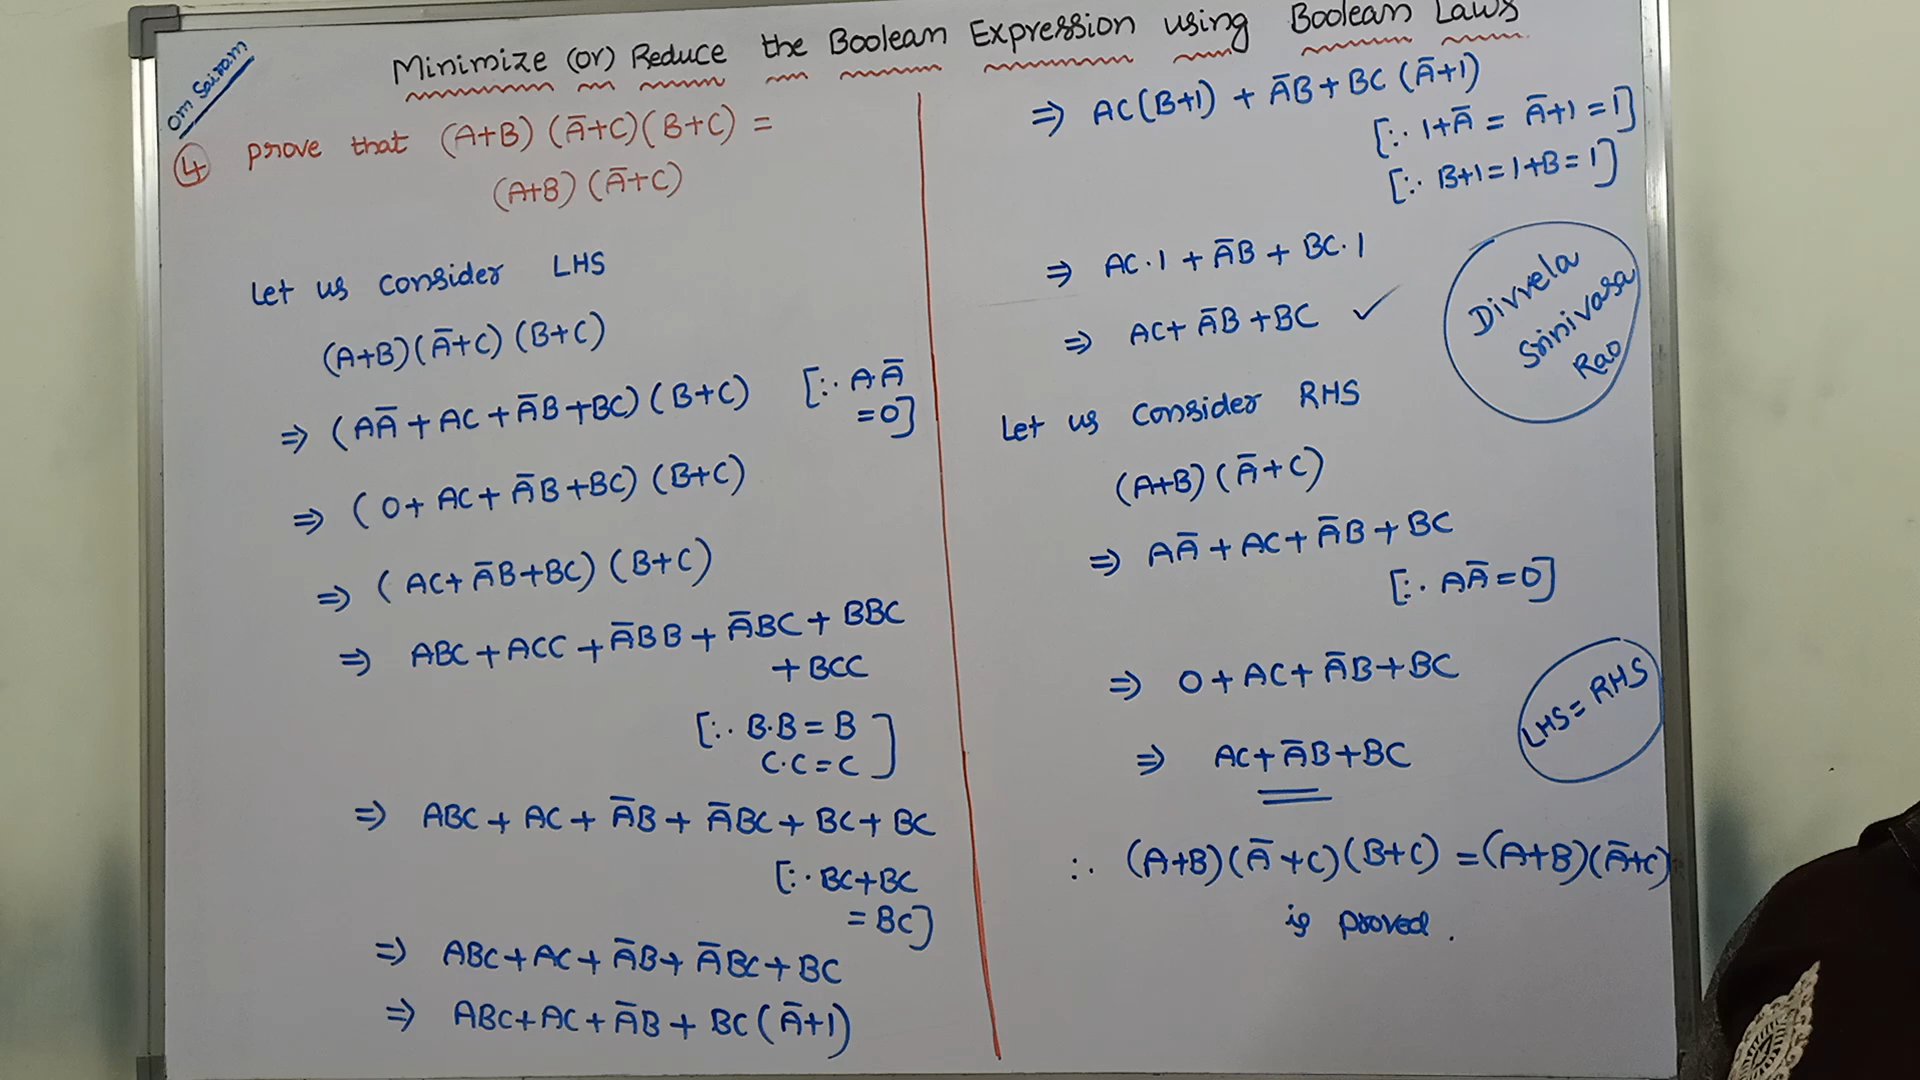 Minimize (or) Reduce the Boolean Expression using Boolean Laws
Om Sairam
④ prove that (A+B) (Ā+C) (B+C) =
(A+B) (Ā+C)
Let us consider LHS
(A+B) (Ā+C) (B+C)
⇒ (AĀ + AC + ĀB + BC) (B+C) [∵ A·Ā
= 0]
⇒ (0 + AC + ĀB + BC) (B+C)
⇒ (AC + ĀB + BC) (B+C)
⇒ ABC + ACC + ĀBB + ĀBC + BBC
+ BCC
[∵ B·B = B
C·C = C]
⇒ ABC + AC + ĀB + ĀBC + BC + BC
[∵ BC+BC
= BC]
⇒ ABC + AC + ĀB + ĀBC + BC
⇒ ABC + AC + ĀB + BC (Ā+1)
⇒ AC(B+1) + ĀB + BC (Ā+1)
[∵ 1+Ā = Ā+1 = 1]
[∵ B+1 = 1+B = 1]
⇒ AC·1 + ĀB + BC·1
⇒ AC + ĀB + BC ✓
Divvela
Srinivasa
Rao
Let us consider RHS
(A+B) (Ā+C)
⇒ AĀ + AC + ĀB + BC
[∵ AĀ = 0]
⇒ 0 + AC + ĀB + BC
⇒ AC + ĀB + BC
LHS = RHS
∴ (A+B) (Ā+C) (B+C) = (A+B) (Ā+C)
is proved.